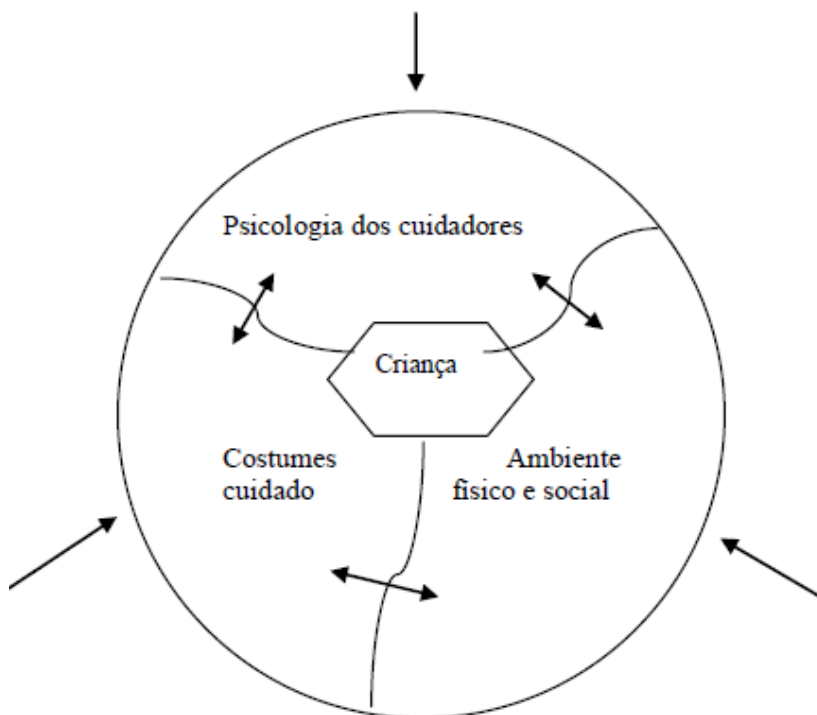 Psicologia dos cuidadores
Criança
Costumes
cuidado
Ambiente
físico e social